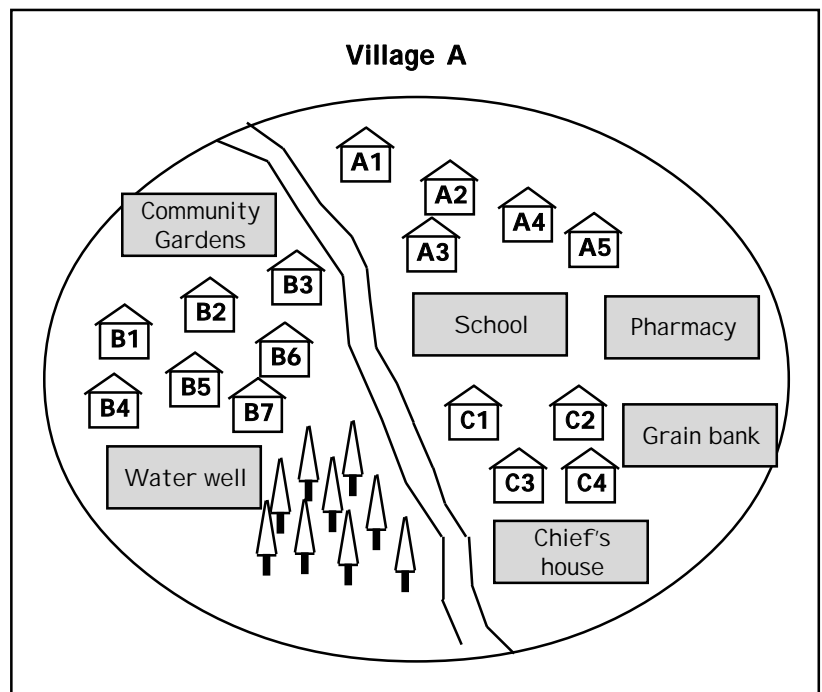 Village A
A1
A2
A4
A3
A5
Community
Gardens
B3
B2
B1
B6
B5
B4
B7
School
Pharmacy
C1
C2
Grain bank
C3
C4
Water well
Chief's
house